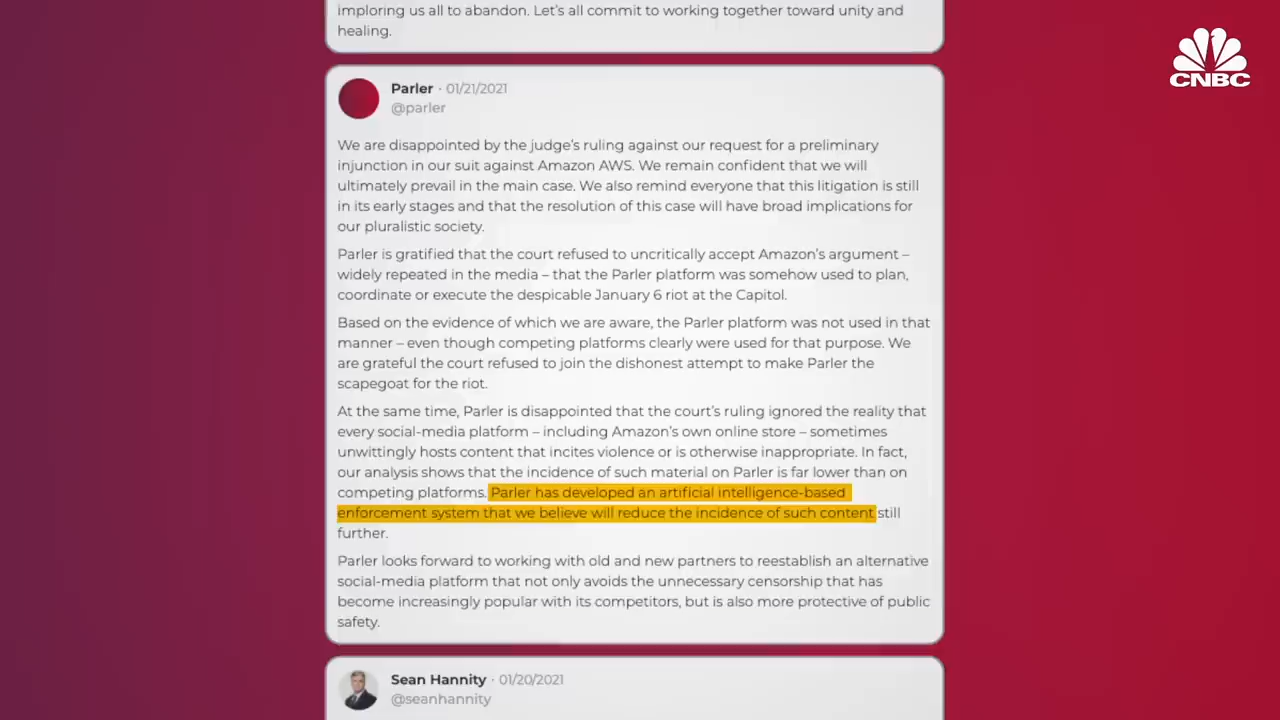 imploring us all to abandon. Let's all commit to working together toward unity and
healing.
CNBC
Parler · 01/21/2021
@parler
We are disappointed by the judge's ruling against our request for a preliminary
injunction in our suit against Amazon AWS. We remain confident that we will
ultimately prevail in the main case. We also remind everyone that this litigation is still
in its early stages and that the resolution of this case will have broad implications for
our pluralistic society.
Parler is gratified that the court refused to uncritically accept Amazon's argument –
widely repeated in the media – that the Parler platform was somehow used to plan,
coordinate or execute the despicable January 6 riot at the Capitol.
Based on the evidence of which we are aware, the Parler platform was not used in that
manner – even though competing platforms clearly were used for that purpose. We
are grateful the court refused to join the dishonest attempt to make Parler the
scapegoat for the riot.
At the same time, Parler is disappointed that the court's ruling ignored the reality that
every social-media platform – including Amazon's own online store – sometimes
unwittingly hosts content that incites violence or is otherwise inappropriate. In fact,
our analysis shows that the incidence of such material on Parler is far lower than on
competing platforms. Parler has developed an artificial intelligence-based
enforcement system that we believe will reduce the incidence of such content still
further.
Parler looks forward to working with old and new partners to reestablish an alternative
social-media platform that not only avoids the unnecessary censorship that has
become increasingly popular with its competitors, but is also more protective of public
safety.
Sean Hannity · 01/20/2021
@seanhannity